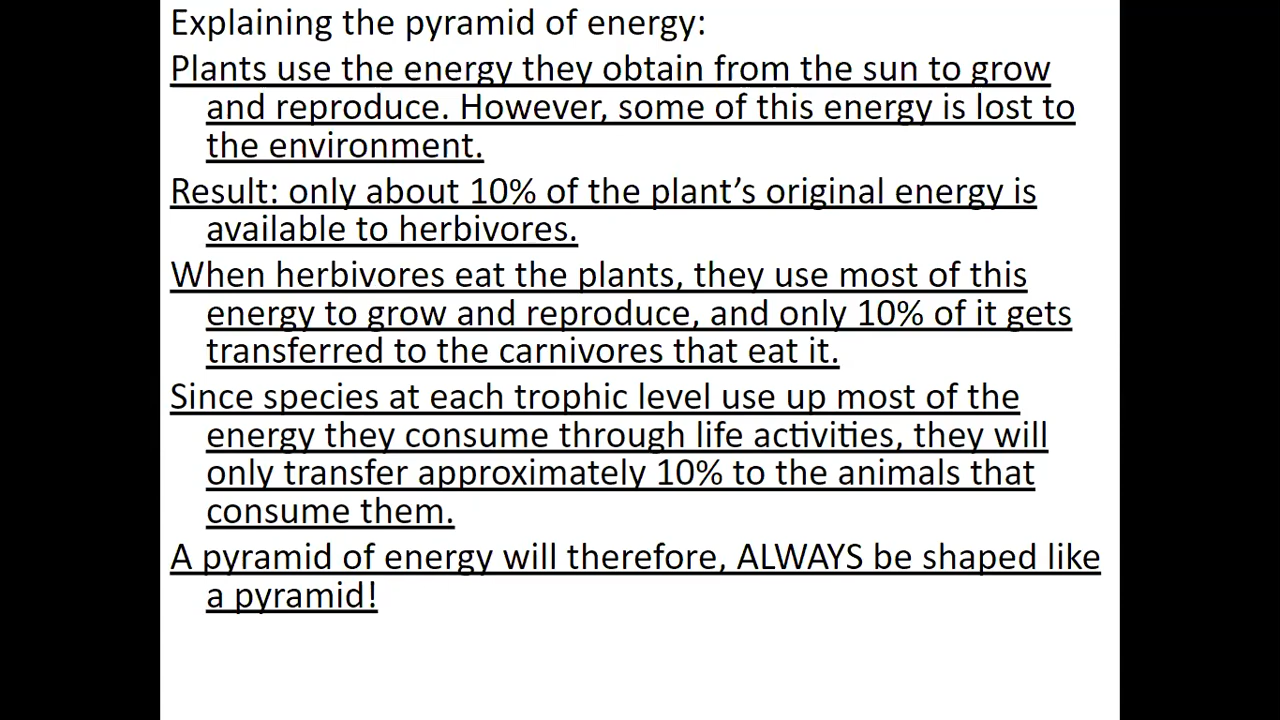 Explaining the pyramid of energy:
Plants use the energy they obtain from the sun to grow
and reproduce. However, some of this energy is lost to
the environment.
Result: only about 10% of the plant’s original energy is
available to herbivores.
When herbivores eat the plants, they use most of this
energy to grow and reproduce, and only 10% of it gets
transferred to the carnivores that eat it.
Since species at each trophic level use up most of the
energy they consume through life activities, they will
only transfer approximately 10% to the animals that
consume them.
A pyramid of energy will therefore, ALWAYS be shaped like
a pyramid!